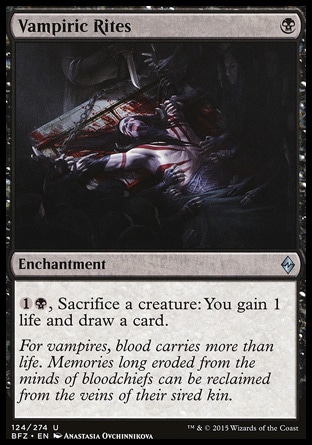 Vampiric Rites
Enchantment
1, Sacrifice a creature: You gain 1
life and draw a card.
For vampires, blood carries more than
life. Memories long eroded from the
minds of bloodchiefs can be reclaimed
from the veins of their sired kin.
124/274 U
BFZ • EN Anastasia Ovchinnikova
™ & © 2015 Wizards of the Coast